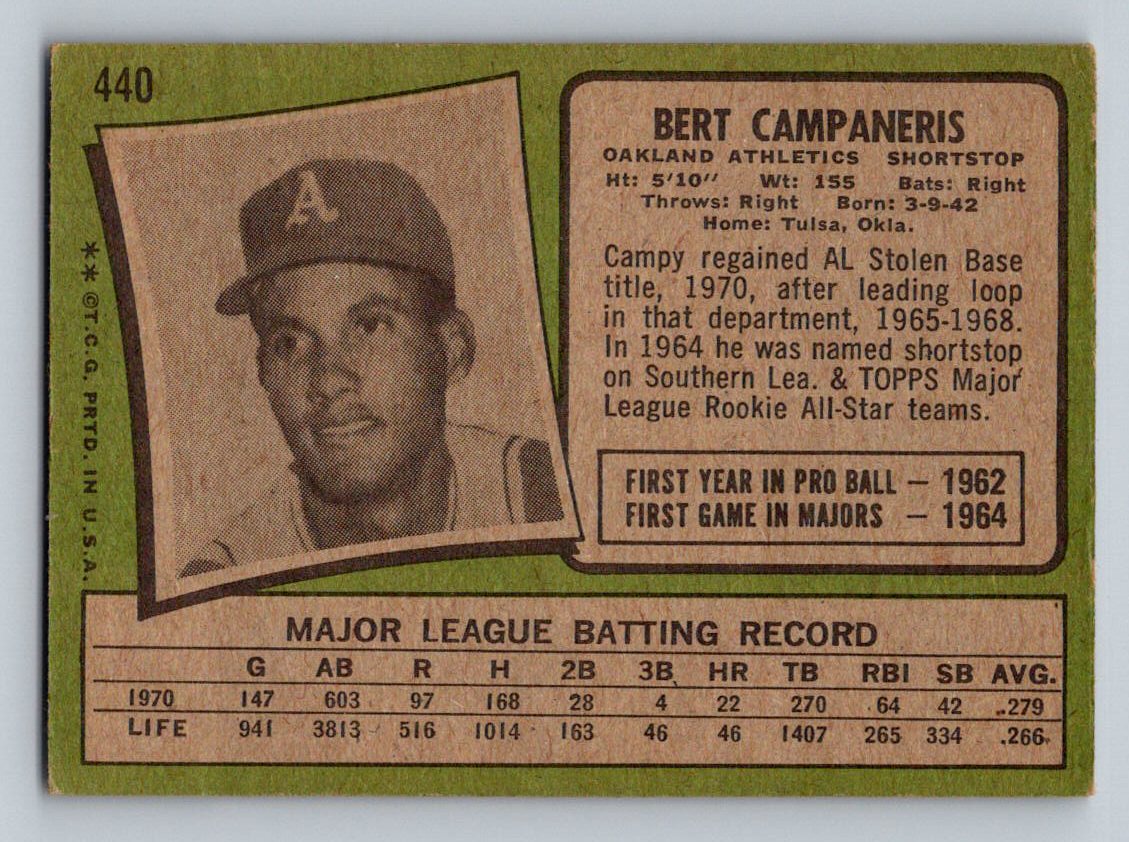 440
A
BERT CAMPANERIS
OAKLAND ATHLETICS SHORTSTOP
Ht: 5'10" Wt: 155 Bats: Right
Throws: Right Born: 3-9-42
Home: Tulsa, Okla.
Campy regained AL Stolen Base
title, 1970, after leading loop
in that department, 1965-1968.
In 1964 he was named shortstop
on Southern Lea. & TOPPS Major
League Rookie All-Star teams.
FIRST YEAR IN PRO BALL — 1962
FIRST GAME IN MAJORS — 1964
** ©T.C.G. PRTD. IN U.S.A.
MAJOR LEAGUE BATTING RECORD
G AB R H 2B 3B HR TB RBI SB AVG.
1970 147 603 97 168 28 4 22 270 64 42 .279
LIFE 941 3813 516 1014 163 46 46 1407 265 334 .266